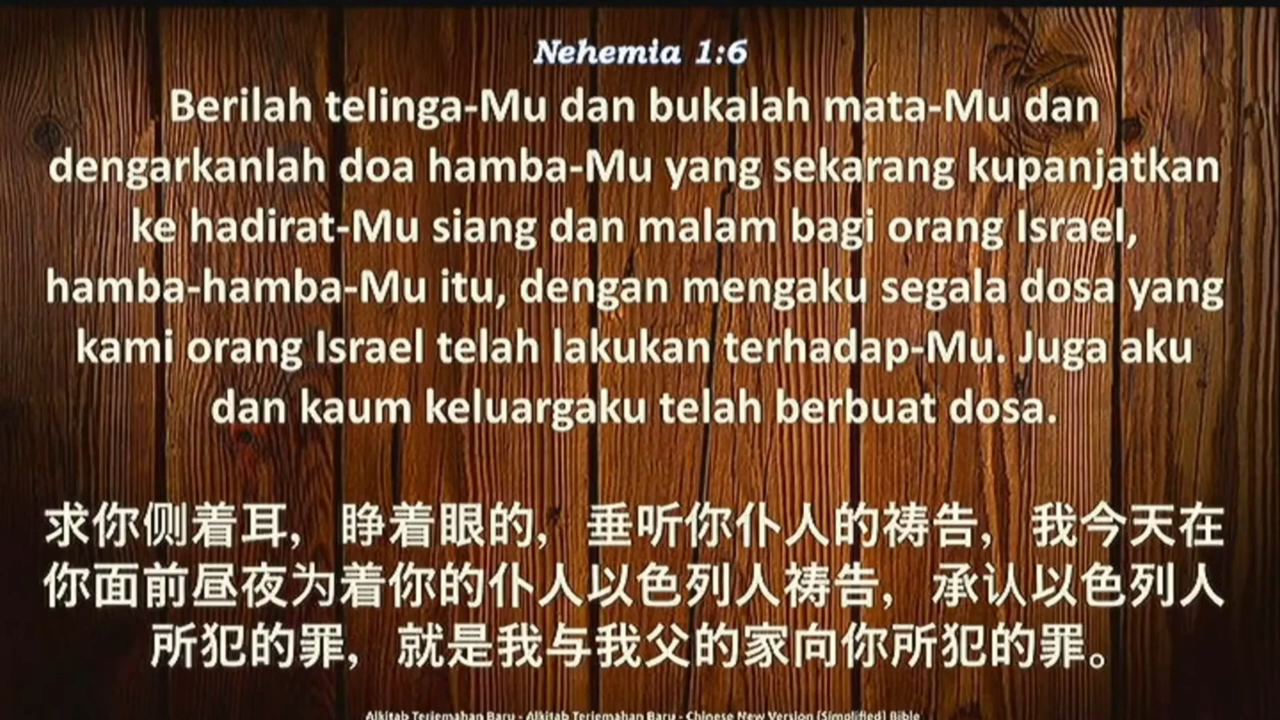 Nehemia 1:6
Berilah telinga-Mu dan bukalah mata-Mu dan
dengarkanlah doa hamba-Mu yang sekarang kupanjatkan
ke hadirat-Mu siang dan malam bagi orang Israel,
hamba-hamba-Mu itu, dengan mengaku segala dosa yang
kami orang Israel telah lakukan terhadap-Mu. Juga aku
dan kaum keluargaku telah berbuat dosa.
求你侧着耳，睁着眼的，垂听你仆人的祷告，我今天在
你面前昼夜为着你的仆人以色列人祷告，承认以色列人
所犯的罪，就是我与我父的家向你所犯的罪。
Alkitab Terjemahan Baru - Alkitab Terjemahan Baru - Chinese New Version (Simplified) Bible